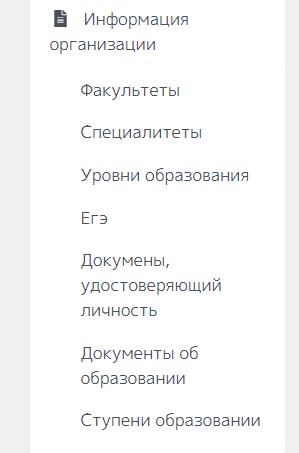 Информация
организации
Факультеты
Специалитеты
Уровни образования
Егэ
Докумены,
удостоверяющий
личность
Документы об
образовании
Ступени образовании